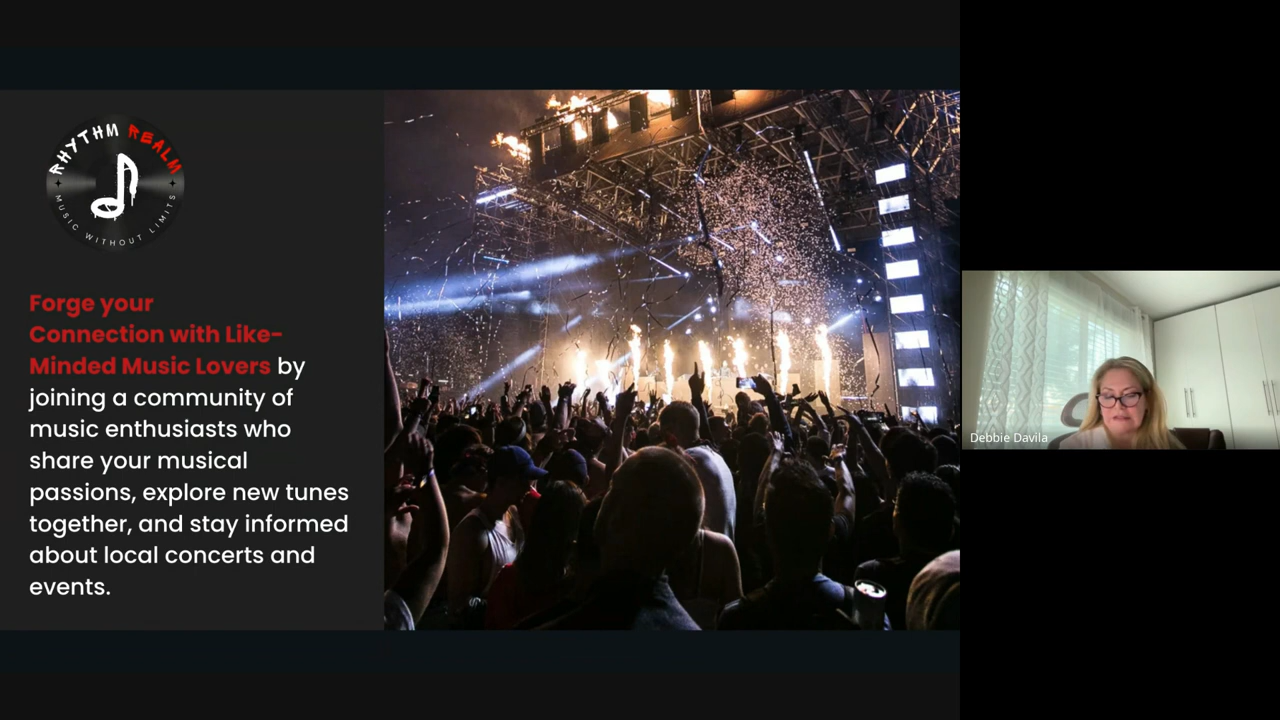 RHYTHM REALM
MUSIC WITHOUT LIMITS
Forge your
Connection with Like-
Minded Music Lovers by
joining a community of
music enthusiasts who
share your musical
passions, explore new tunes
together, and stay informed
about local concerts and
events.
Debbie Davila